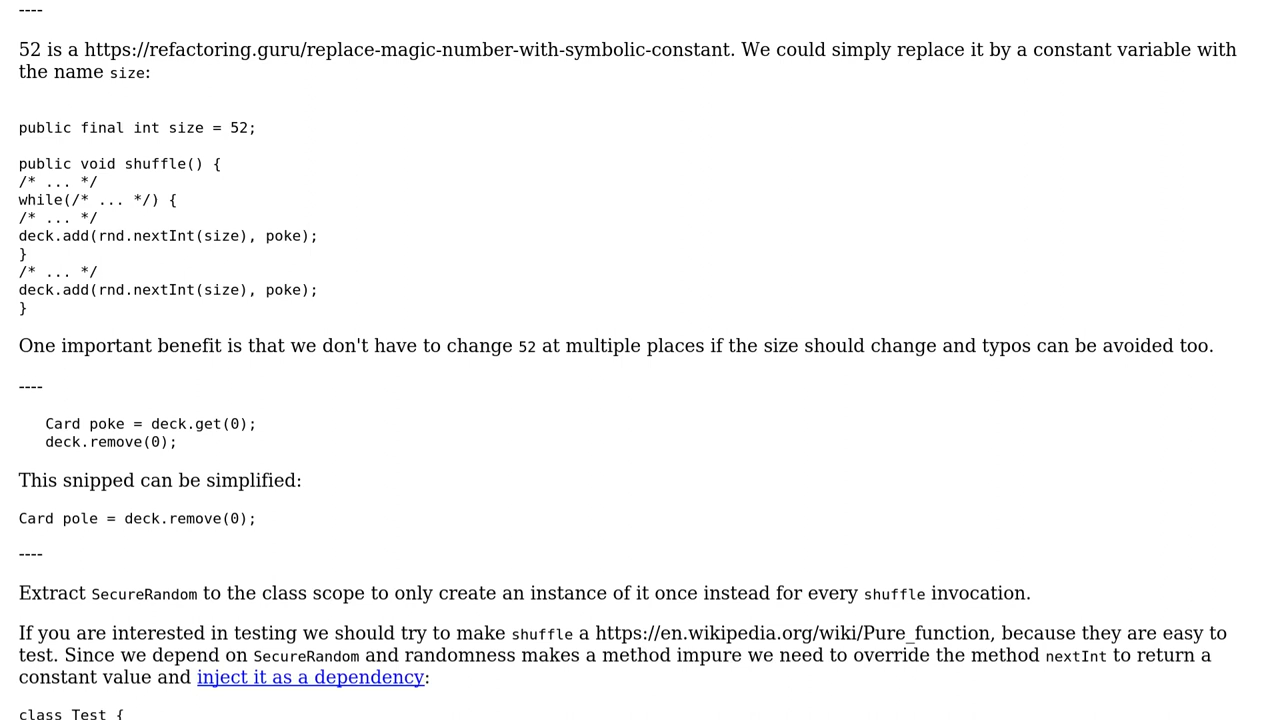 ----
52 is a https://refactoring.guru/replace-magic-number-with-symbolic-constant. We could simply replace it by a constant variable with
the name size:
public final int size = 52;
public void shuffle() {
/* ... */
while(/* ... */) {
/* ... */
deck.add(rnd.nextInt(size), poke);
}
/* ... */
deck.add(rnd.nextInt(size), poke);
}
One important benefit is that we don't have to change 52 at multiple places if the size should change and typos can be avoided too.
----
Card poke = deck.get(0);
deck.remove(0);
This snipped can be simplified:
Card pole = deck.remove(0);
----
Extract SecureRandom to the class scope to only create an instance of it once instead for every shuffle invocation.
If you are interested in testing we should try to make shuffle a https://en.wikipedia.org/wiki/Pure_function, because they are easy to
test. Since we depend on SecureRandom and randomness makes a method impure we need to override the method nextInt to return a
constant value and inject it as a dependency:
class Test {